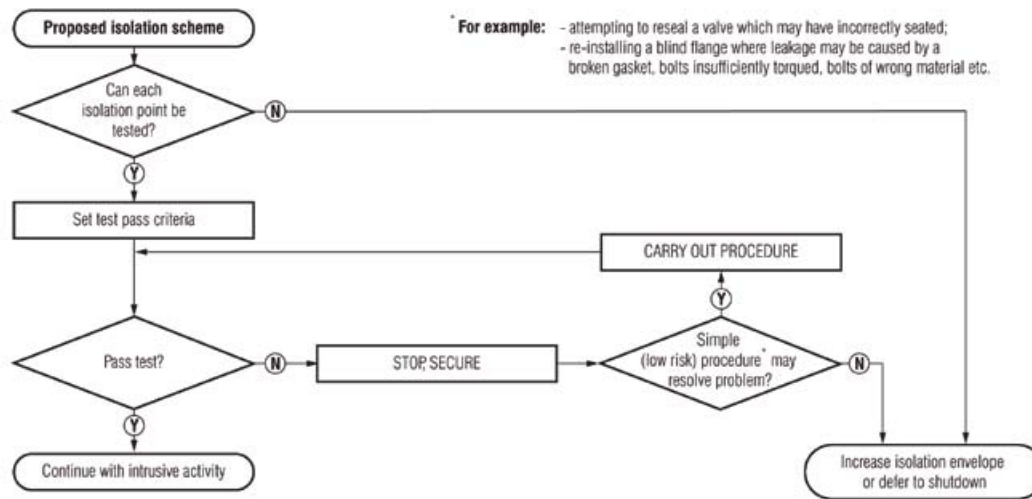 Proposed isolation scheme
* For example: - attempting to reseal a valve which may have incorrectly seated;
- re-installing a blind flange where leakage may be caused by a
broken gasket, bolts insufficiently torqued, bolts of wrong material etc.
Can each
isolation point be
tested?
N
Y
Set test pass criteria
CARRY OUT PROCEDURE
Y
Pass test?
N
STOP, SECURE
Simple
(low risk) procedure* may
resolve problem?
N
Y
Continue with intrusive activity
Increase isolation envelope
or defer to shutdown